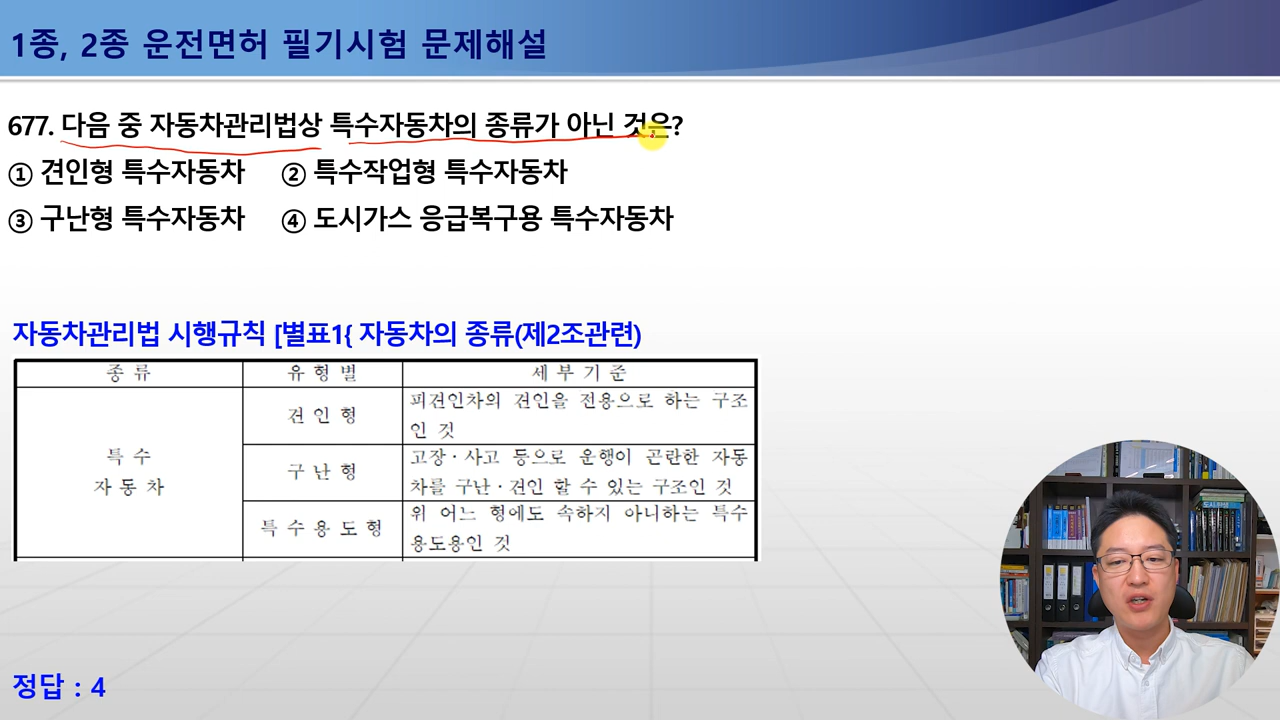 1종, 2종 운전면허 필기시험 문제해설
677. 다음 중 자동차관리법상 특수자동차의 종류가 아닌 것은?
① 견인형 특수자동차 ② 특수작업형 특수자동차
③ 구난형 특수자동차 ④ 도시가스 응급복구용 특수자동차
자동차관리법 시행규칙 [별표1{ 자동차의 종류(제2조관련)
종 류 유 형 별 세 부 기 준
특 수
자 동 차
견 인 형
피견인차의 견인을 전용으로 하는 구조
인 것
구 난 형
고장·사고 등으로 운행이 곤란한 자동
차를 구난·견인 할 수 있는 구조인 것
특 수 용 도 형
위 어느 형에도 속하지 아니하는 특수
용도용인 것
정답 : 4